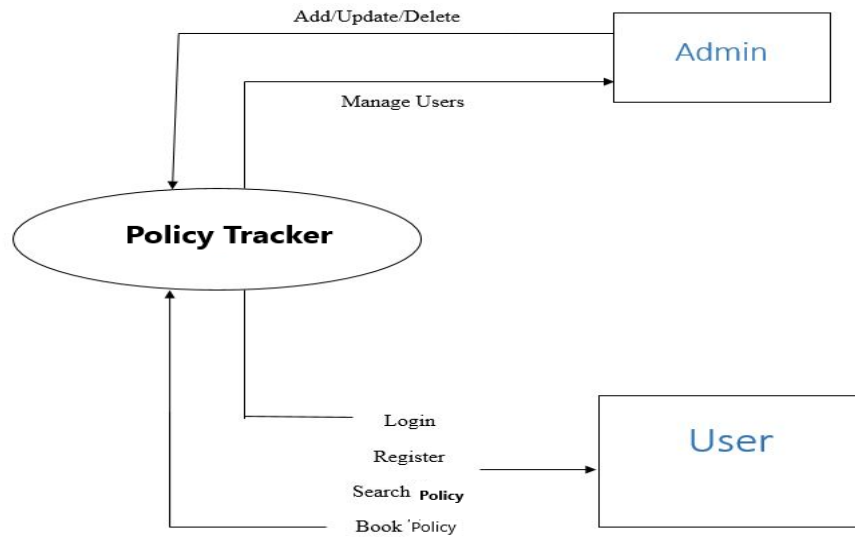 Add/Update/Delete
Admin
Manage Users
Policy Tracker
Login
User
Register
Search Policy
Book 'Policy